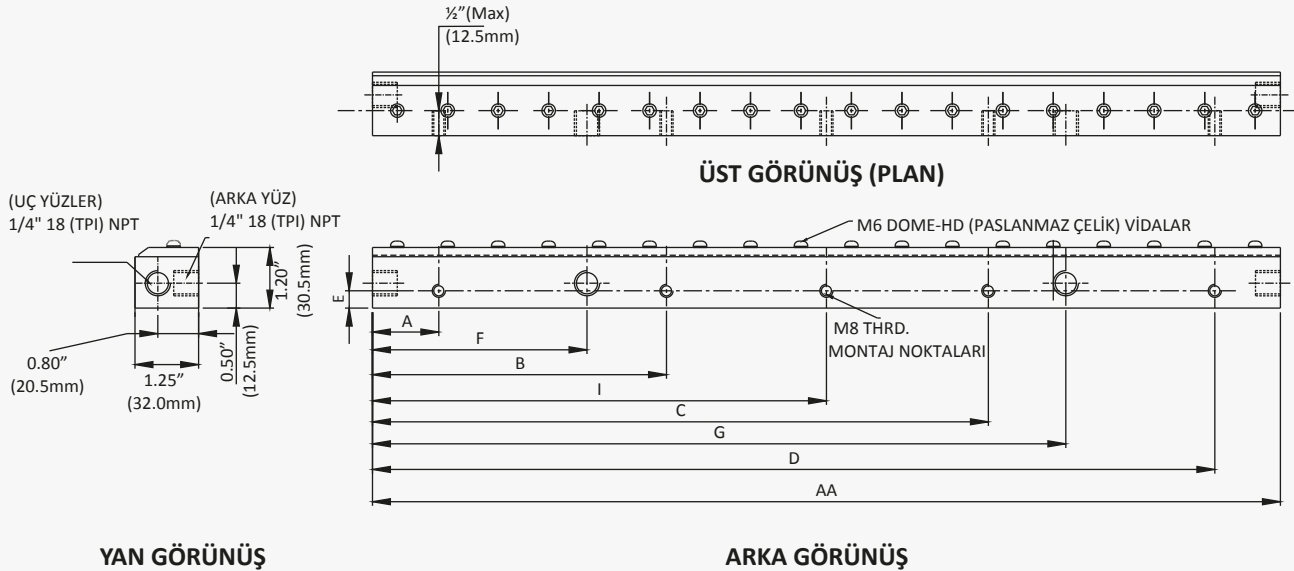 ½”(Max)
(12.5mm)
ÜST GÖRÜNÜŞ (PLAN)
(UÇ YÜZLER)
1/4" 18 (TPI) NPT
(ARKA YÜZ)
1/4" 18 (TPI) NPT
1.20”
(30.5mm)
0.50”
(12.5mm)
0.80”
(20.5mm)
1.25”
(32.0mm)
M6 DOME-HD (PASLANMAZ ÇELİK) VİDALAR
E
A
M8 THRD.
MONTAJ NOKTALARI
F
B
I
C
G
D
AA
YAN GÖRÜNÜŞ
ARKA GÖRÜNÜŞ